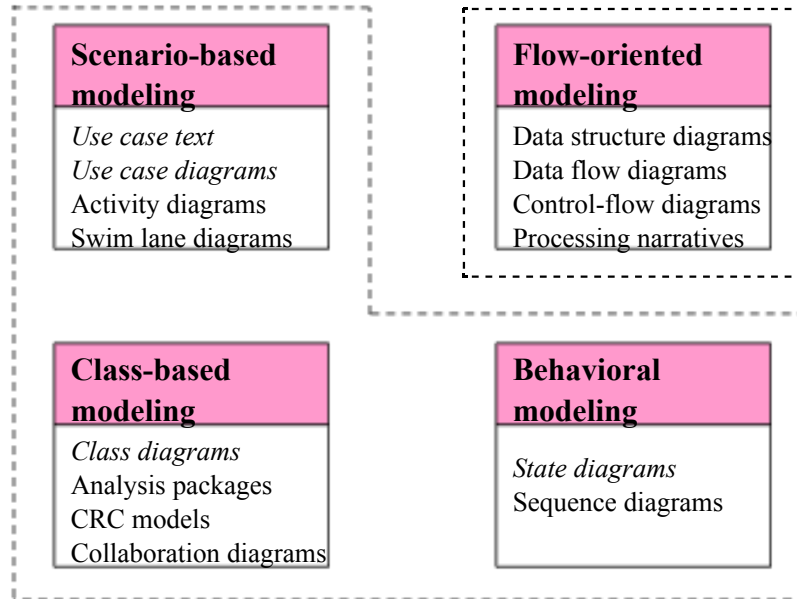 Scenario-based
modeling
Use case text
Use case diagrams
Activity diagrams
Swim lane diagrams
Flow-oriented
modeling
Data structure diagrams
Data flow diagrams
Control-flow diagrams
Processing narratives
Class-based
modeling
Class diagrams
Analysis packages
CRC models
Collaboration diagrams
Behavioral
modeling
State diagrams
Sequence diagrams